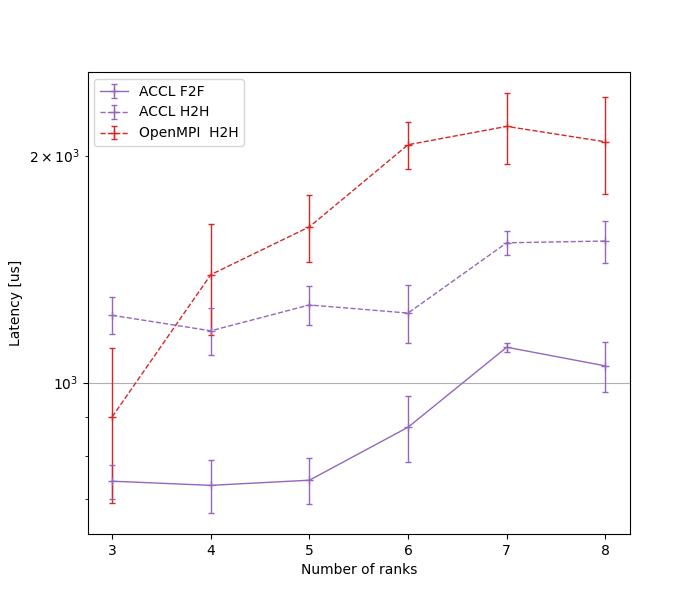 ACCL F2F
ACCL H2H
OpenMPI  H2H
2 × 10³
10³
Latency [us]
3 4 5 6 7 8
Number of ranks